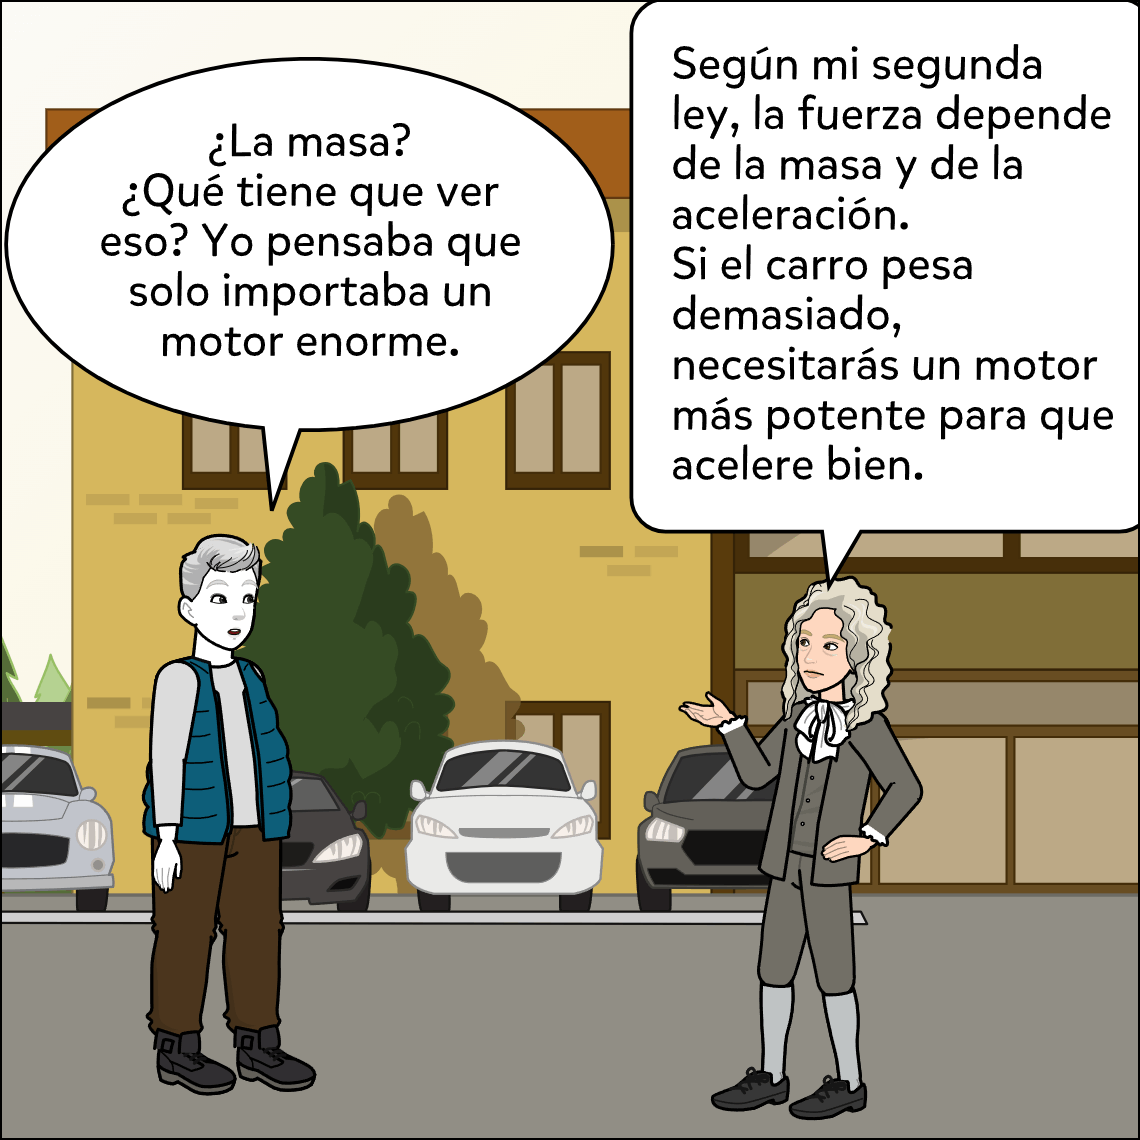 ¿La masa?
¿Qué tiene que ver
eso? Yo pensaba que
solo importaba un
motor enorme.
Según mi segunda
ley, la fuerza depende
de la masa y de la
aceleración.
Si el carro pesa
demasiado,
necesitarás un motor
más potente para que
acelere bien.